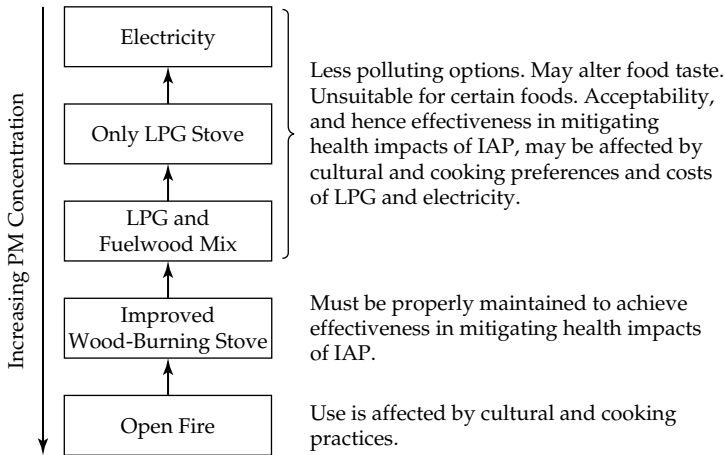 Increasing PM Concentration
Electricity
Only LPG Stove
LPG and
Fuelwood Mix
Less polluting options. May alter food taste.
Unsuitable for certain foods. Acceptability,
and hence effectiveness in mitigating
health impacts of IAP, may be affected by
cultural and cooking preferences and costs
of LPG and electricity.
Improved
Wood-Burning Stove
Must be properly maintained to achieve
effectiveness in mitigating health impacts
of IAP.
Open Fire
Use is affected by cultural and cooking
practices.